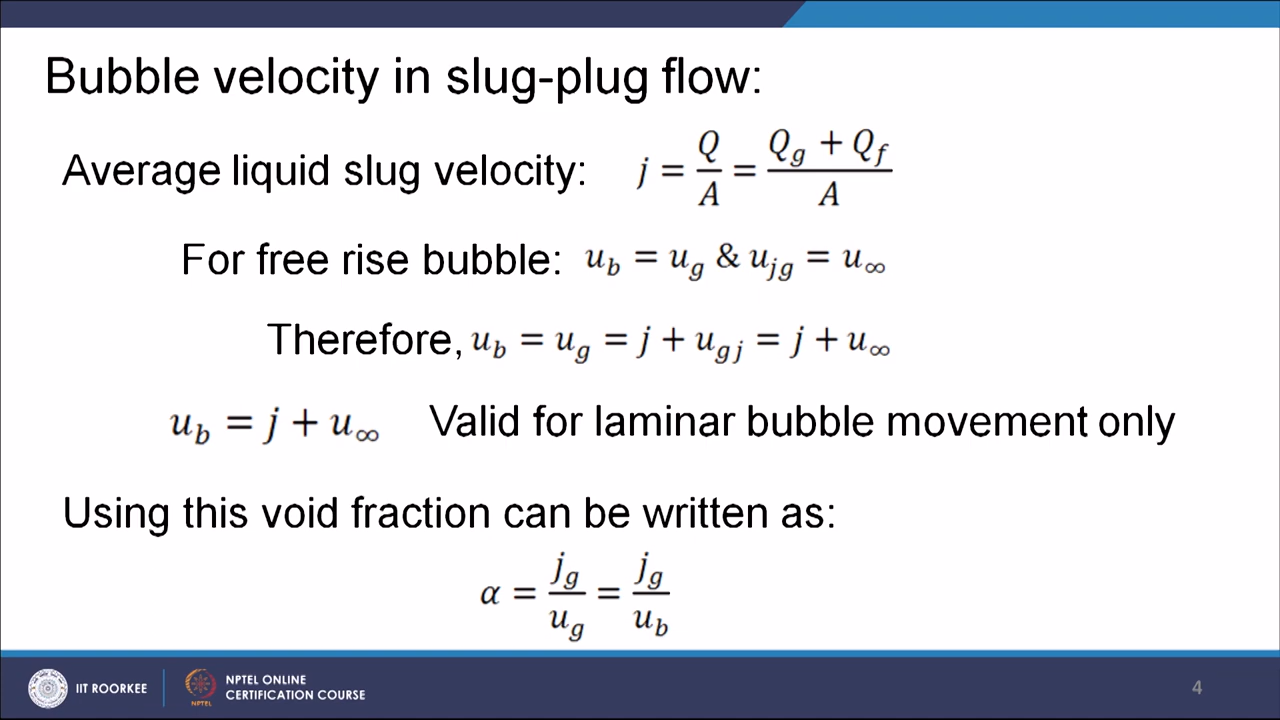 Bubble velocity in slug-plug flow:
Average liquid slug velocity: j = Q/A = (Q_g + Q_f)/A
For free rise bubble: u_b = u_g & u_jg = u_∞
Therefore, u_b = u_g = j + u_gj = j + u_∞
u_b = j + u_∞ Valid for laminar bubble movement only
Using this void fraction can be written as:
α = j_g/u_g = j_g/u_b
IIT ROORKEE
NPTEL
NPTEL ONLINE
CERTIFICATION COURSE
4